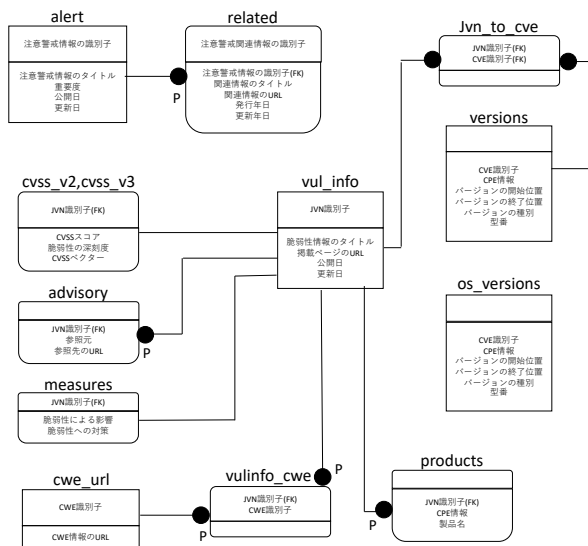 alert
注意警戒情報の識別子
注意警戒情報のタイトル
重要度
公開日
更新日
related
注意警戒関連情報の識別子
注意警戒情報の識別子(FK)
関連情報のタイトル
関連情報のURL
発行年日
更新年日
P
Jvn_to_cve
JVN識別子(FK)
CVE識別子(FK)
versions
CVE識別子
CPE情報
バージョンの開始位置
バージョンの終了位置
バージョンの種別
型番
cvss_v2,cvss_v3
JVN識別子(FK)
CVSSスコア
脆弱性の深刻度
CVSSベクター
vul_info
JVN識別子
脆弱性情報のタイトル
掲載ページのURL
公開日
更新日
advisory
JVN識別子(FK)
参照元
参照先のURL
P
os_versions
CVE識別子
CPE情報
バージョンの開始位置
バージョンの終了位置
バージョンの種別
型番
measures
JVN識別子(FK)
脆弱性による影響
脆弱性への対策
cwe_url
CWE識別子
CWE情報のURL
P
vulinfo_cwe
P
JVN識別子(FK)
CWE識別子
products
P
JVN識別子(FK)
CPE情報
製品名